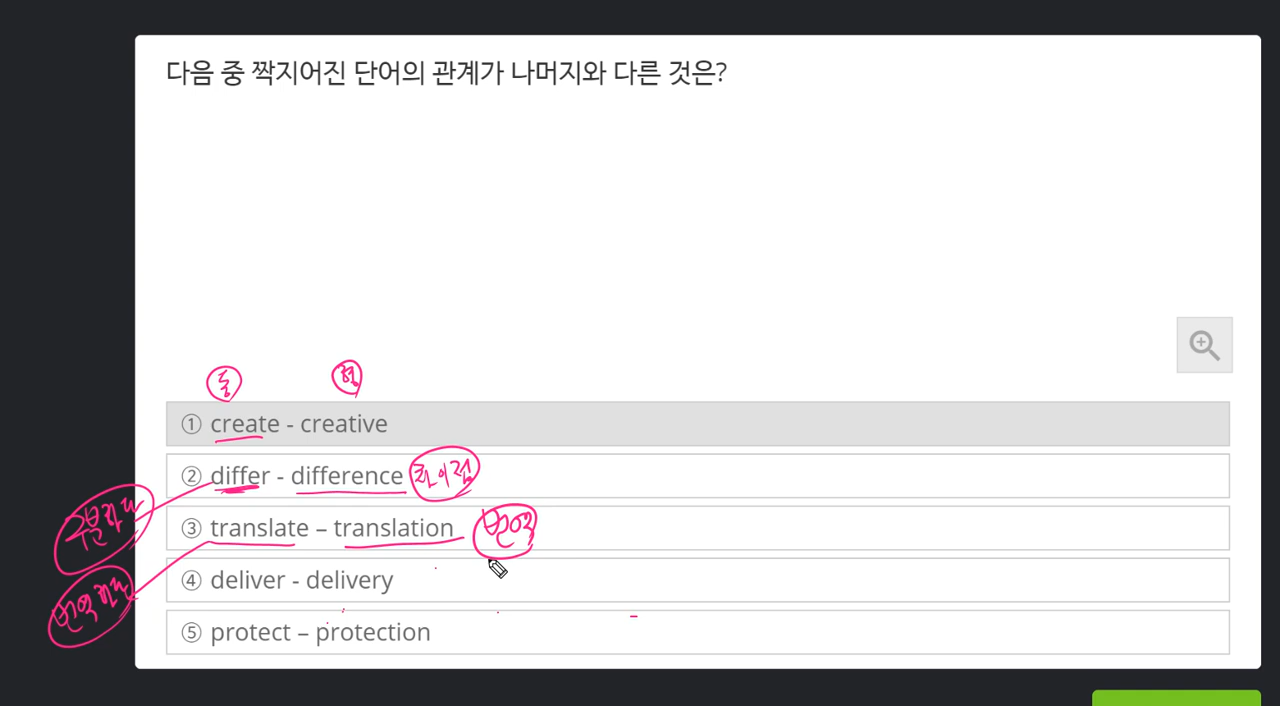 다음 중 짝지어진 단어의 관계가 나머지와 다른 것은?
동 형
① create - creative
② differ - difference 차이점
구분하다
③ translate – translation 번역
번역하다
④ deliver - delivery
⑤ protect – protection